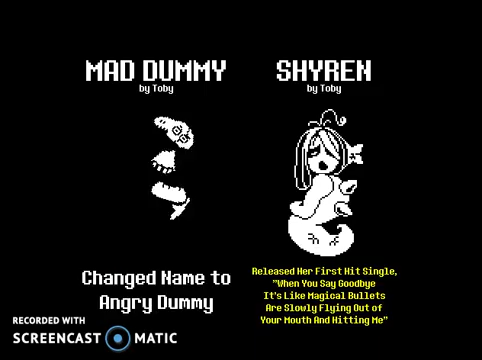 MAD DUMMY
by Toby
Changed Name to
Angry Dummy
SHYREN
by Toby
Released Her First Hit Single,
"When You Say Goodbye
It's Like Magical Bullets
Are Slowly Flying Out of
Your Mouth And Hitting Me"
RECORDED WITH
SCREENCAST MATIC